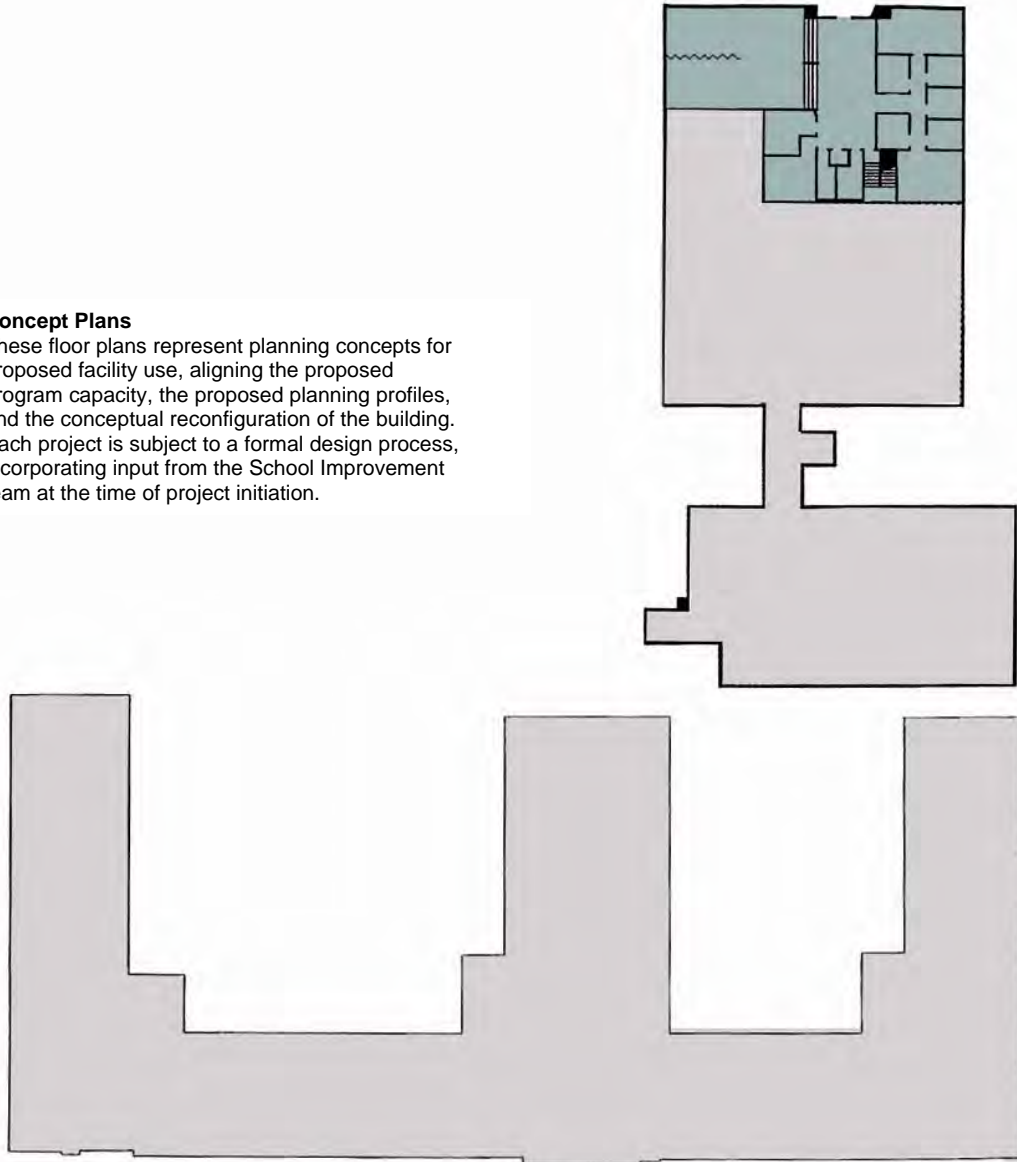 oncept Plans
hese floor plans represent planning concepts for
roposed facility use, aligning the proposed
rogram capacity, the proposed planning profiles,
nd the conceptual reconfiguration of the building.
ach project is subject to a formal design process,
corporating input from the School Improvement
eam at the time of project initiation.